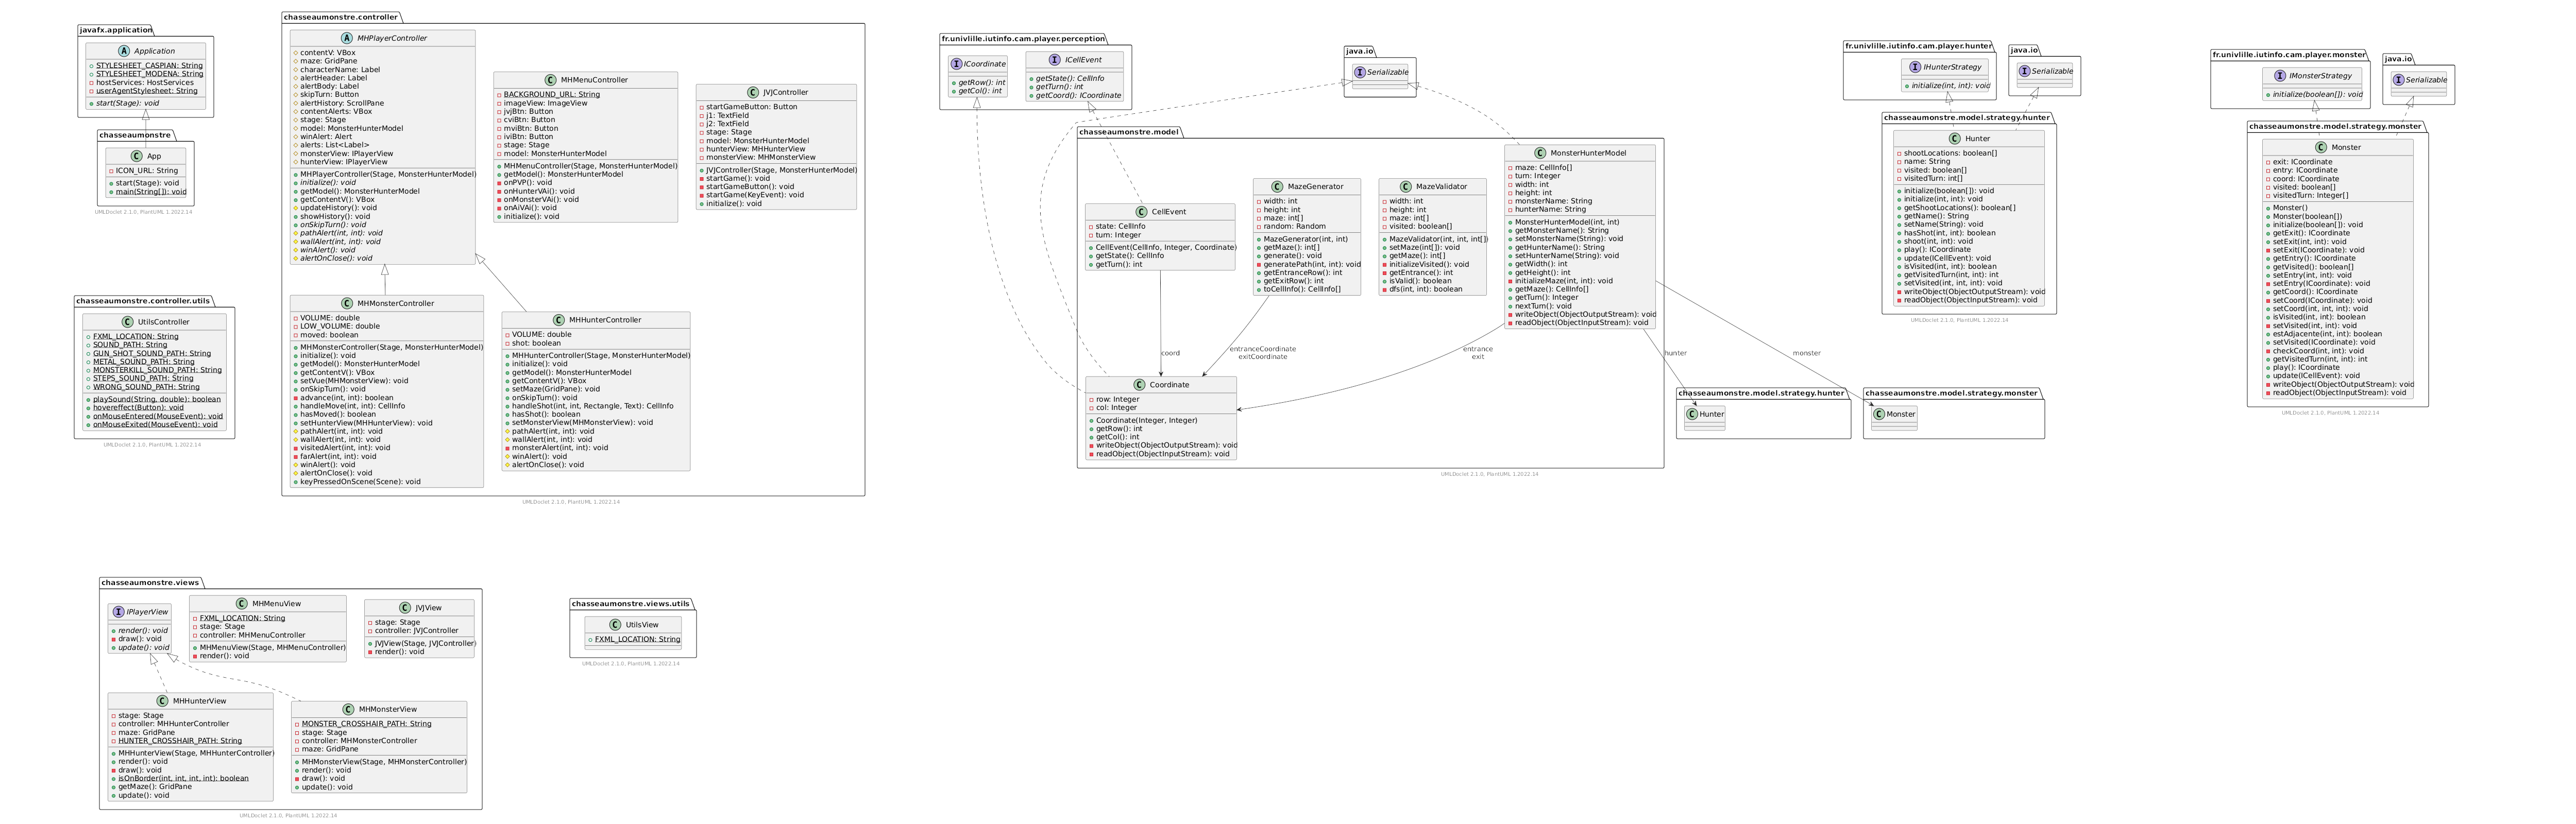 javafx.application
Application
STYLESHEET_CASPIAN: String
STYLESHEET_MODENA: String
hostServices: HostServices
userAgentStylesheet: String
start(Stage): void
chasseaumonstre
App
ICON_URL: String
start(Stage): void
main(String[]): void
UMLDoclet 2.1.0, PlantUML 1.2022.14
chasseaumonstre.controller
MHPlayerController
contentV: VBox
maze: GridPane
characterName: Label
alertHeader: Label
alertBody: Label
skipTurn: Button
alertHistory: ScrollPane
contentAlerts: VBox
stage: Stage
model: MonsterHunterModel
winAlert: Alert
alerts: List<Label>
monsterView: IPlayerView
hunterView: IPlayerView
MHPlayerController(Stage, MonsterHunterModel)
initialize(): void
getModel(): MonsterHunterModel
getContentV(): VBox
updateHistory(): void
showHistory(): void
onSkipTurn(): void
pathAlert(int, int): void
wallAlert(int, int): void
winAlert(): void
alertOnClose(): void
MHMenuController
BACKGROUND_URL: String
imageView: ImageView
jvjBtn: Button
cviBtn: Button
mviBtn: Button
iviBtn: Button
stage: Stage
model: MonsterHunterModel
MHMenuController(Stage, MonsterHunterModel)
getModel(): MonsterHunterModel
onPVP(): void
onHunterVAi(): void
onMonsterVAi(): void
onAiVAi(): void
initialize(): void
JVJController
startGameButton: Button
j1: TextField
j2: TextField
stage: Stage
model: MonsterHunterModel
hunterView: MHHunterView
monsterView: MHMonsterView
JVJController(Stage, MonsterHunterModel)
startGame(): void
startGameButton(): void
startGame(KeyEvent): void
initialize(): void
MHMonsterController
VOLUME: double
LOW_VOLUME: double
moved: boolean
MHMonsterController(Stage, MonsterHunterModel)
initialize(): void
getModel(): MonsterHunterModel
getContentV(): VBox
setVue(MHMonsterView): void
onSkipTurn(): void
advance(int, int): boolean
handleMove(int, int): CellInfo
hasMoved(): boolean
setHunterView(MHHunterView): void
pathAlert(int, int): void
wallAlert(int, int): void
visitedAlert(int, int): void
farAlert(int, int): void
winAlert(): void
alertOnClose(): void
keyPressedOnScene(Scene): void
MHHunterController
VOLUME: double
shot: boolean
MHHunterController(Stage, MonsterHunterModel)
initialize(): void
getModel(): MonsterHunterModel
getContentV(): VBox
setMaze(GridPane): void
onSkipTurn(): void
handleShot(int, int, Rectangle, Text): CellInfo
hasShot(): boolean
setMonsterView(MHMonsterView): void
pathAlert(int, int): void
wallAlert(int, int): void
monsterAlert(int, int): void
winAlert(): void
alertOnClose(): void
UMLDoclet 2.1.0, PlantUML 1.2022.14
chasseaumonstre.controller.utils
UtilsController
FXML_LOCATION: String
SOUND_PATH: String
GUN_SHOT_SOUND_PATH: String
METAL_SOUND_PATH: String
MONSTERKILL_SOUND_PATH: String
STEPS_SOUND_PATH: String
WRONG_SOUND_PATH: String
playSound(String, double): boolean
hovereffect(Button): void
onMouseEntered(MouseEvent): void
onMouseExited(MouseEvent): void
UMLDoclet 2.1.0, PlantUML 1.2022.14
fr.univlille.iutinfo.cam.player.perception
ICoordinate
getRow(): int
getCol(): int
ICellEvent
getState(): CellInfo
getTurn(): int
getCoord(): ICoordinate
java.io
Serializable
chasseaumonstre.model
CellEvent
state: CellInfo
turn: Integer
CellEvent(CellInfo, Integer, Coordinate)
getState(): CellInfo
getTurn(): int
MazeGenerator
width: int
height: int
maze: int[]
random: Random
MazeGenerator(int, int)
getMaze(): int[]
generate(): void
generatePath(int, int): void
getEntranceRow(): int
getExitRow(): int
toCellInfo(): CellInfo[]
MazeValidator
width: int
height: int
maze: int[]
visited: boolean[]
MazeValidator(int, int, int[])
setMaze(int[]): void
getMaze(): int[]
initializeVisited(): void
getEntrance(): int
isValid(): boolean
dfs(int, int): boolean
MonsterHunterModel
maze: CellInfo[]
turn: Integer
width: int
height: int
monsterName: String
hunterName: String
MonsterHunterModel(int, int)
getMonsterName(): String
setMonsterName(String): void
getHunterName(): String
setHunterName(String): void
getWidth(): int
getHeight(): int
initializeMaze(int, int): void
getMaze(): CellInfo[]
getTurn(): Integer
nextTurn(): void
writeObject(ObjectOutputStream): void
readObject(ObjectInputStream): void
coord
entranceCoordinate
exitCoordinate
entrance
exit
hunter
monster
Coordinate
row: Integer
col: Integer
Coordinate(Integer, Integer)
getRow(): int
getCol(): int
writeObject(ObjectOutputStream): void
readObject(ObjectInputStream): void
chasseaumonstre.model.strategy.hunter
Hunter
chasseaumonstre.model.strategy.monster
Monster
UMLDoclet 2.1.0, PlantUML 1.2022.14
fr.univlille.iutinfo.cam.player.hunter
IHunterStrategy
initialize(int, int): void
java.io
Serializable
chasseaumonstre.model.strategy.hunter
Hunter
shootLocations: boolean[]
name: String
visited: boolean[]
visitedTurn: int[]
initialize(boolean[]): void
initialize(int, int): void
getShootLocations(): boolean[]
getName(): String
setName(String): void
hasShot(int, int): boolean
shoot(int, int): void
play(): ICoordinate
update(ICellEvent): void
isVisited(int, int): boolean
getVisitedTurn(int, int): int
setVisited(int, int): void
writeObject(ObjectOutputStream): void
readObject(ObjectInputStream): void
UMLDoclet 2.1.0, PlantUML 1.2022.14
fr.univlille.iutinfo.cam.player.monster
IMonsterStrategy
initialize(boolean[]): void
java.io
Serializable
chasseaumonstre.model.strategy.monster
Monster
exit: ICoordinate
entry: ICoordinate
coord: ICoordinate
visited: boolean[]
visitedTurn: Integer[]
Monster()
Monster(boolean[])
initialize(boolean[]): void
getExit(): ICoordinate
setExit(int, int): void
setExit(ICoordinate): void
getEntry(): ICoordinate
getVisited(): boolean[]
setEntry(int, int): void
setEntry(ICoordinate): void
getCoord(): ICoordinate
setCoord(ICoordinate): void
setCoord(int, int): void
isVisited(int, int): boolean
setVisited(int, int): void
estAdjacente(int, int): boolean
setVisited(ICoordinate): void
checkCoord(int, int): void
getVisitedTurn(int, int): int
play(): ICoordinate
update(ICellEvent): void
writeObject(ObjectOutputStream): void
readObject(ObjectInputStream): void
UMLDoclet 2.1.0, PlantUML 1.2022.14
chasseaumonstre.views
IPlayerView
render(): void
draw(): void
update(): void
MHMenuView
FXML_LOCATION: String
stage: Stage
controller: MHMenuController
MHMenuView(Stage, MHMenuController)
render(): void
JVJView
stage: Stage
controller: JVJController
JVJView(Stage, JVJController)
render(): void
MHHunterView
stage: Stage
controller: MHHunterController
maze: GridPane
HUNTER_CROSSHAIR_PATH: String
MHHunterView(Stage, MHHunterController)
render(): void
draw(): void
isOnBorder(int, int, int, int): boolean
getMaze(): GridPane
update(): void
MHMonsterView
MONSTER_CROSSHAIR_PATH: String
stage: Stage
controller: MHMonsterController
maze: GridPane
MHMonsterView(Stage, MHMonsterController)
render(): void
draw(): void
update(): void
UMLDoclet 2.1.0, PlantUML 1.2022.14
chasseaumonstre.views.utils
UtilsView
FXML_LOCATION: String
UMLDoclet 2.1.0, PlantUML 1.2022.14